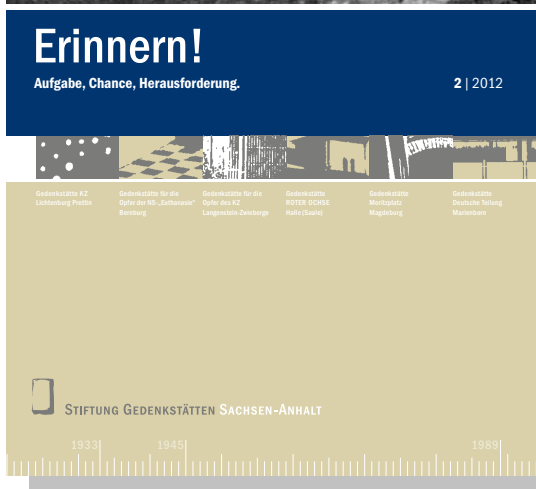 Erinnern!
Aufgabe, Chance, Herausforderung.
2 | 2012
Gedenkstätte KZ
Lichtenburg Prettin
Gedenkstätte für die
Opfer der NS-„Euthanasie“
Bernburg
Gedenkstätte für die
Opfer des KZ
Langenstein-Zwieberge
Gedenkstätte
ROTER OCHSE
Halle (Saale)
Gedenkstätte
Moritzplatz
Magdeburg
Gedenkstätte
Deutsche Teilung
Marienborn
STIFTUNG GEDENKSTÄTTEN SACHSEN-ANHALT
1933
1945
1989